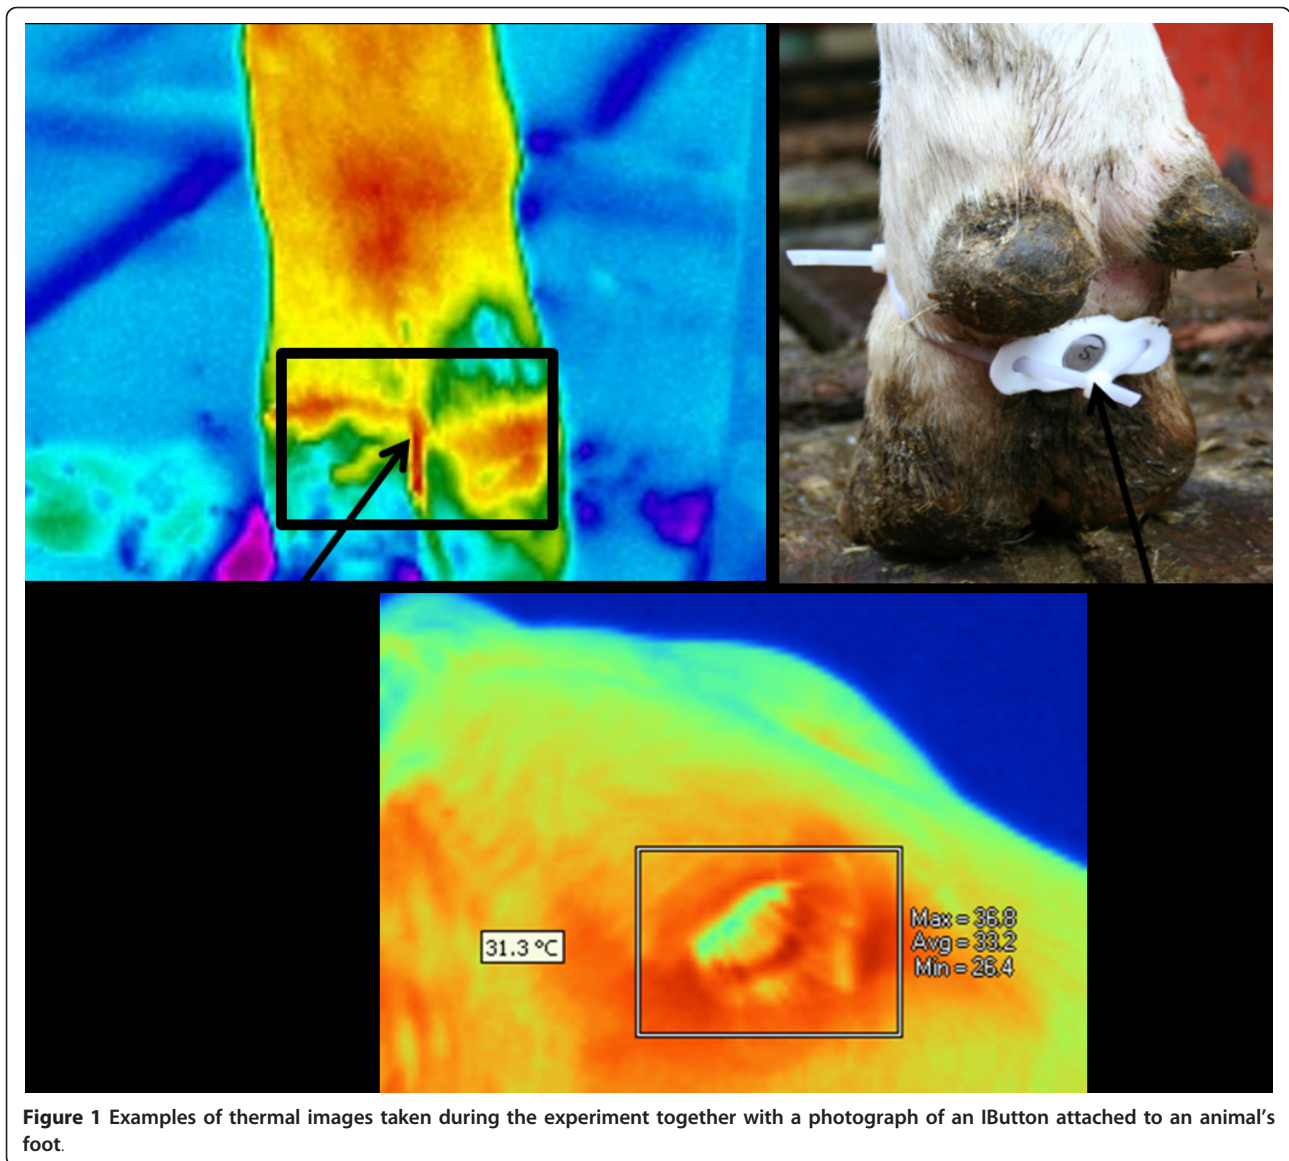 5
31.3 °C
Max = 36.8
Avg = 33.2
Min = 26.4
Figure 1 Examples of thermal images taken during the experiment together with a photograph of an IButton attached to an animal's
foot.